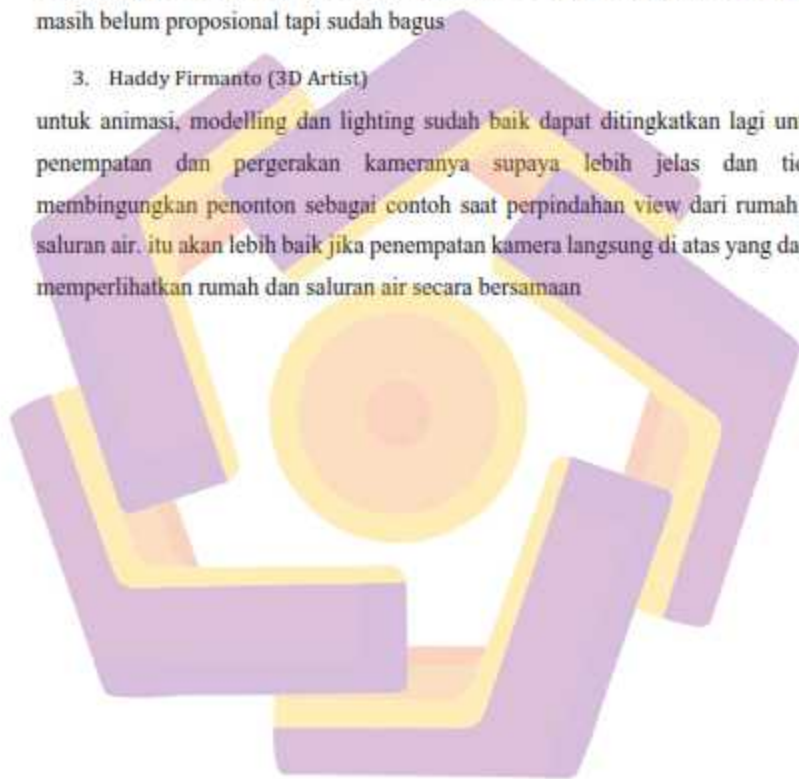 masih belum proposional tapi sudah bagus
3. Haddy Firmanto (3D Artist)
untuk animasi, modelling dan lighting sudah baik dapat ditingkatkan lagi un
penempatan dan pergerakan kameranya supaya lebih jelas dan tid
membingungkan penonton sebagai contoh saat perpindahan view dari rumah
saluran air. itu akan lebih baik jika penempatan kamera langsung di atas yang da
memperlihatkan rumah dan saluran air secara bersamaan